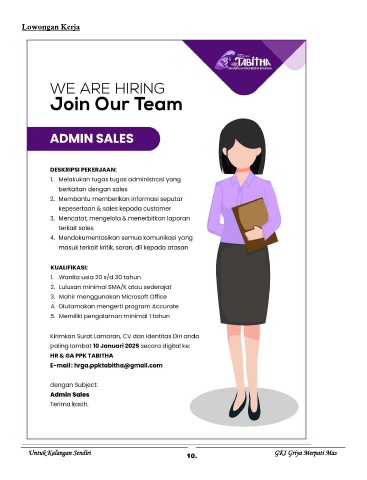 Lowongan Kerja
TABITHA
WE ARE HIRING
Join Our Team
ADMIN SALES
DESKRIPSI PEKERJAAN:
1. Melakukan tugas tugas administrasi yang
berkaitan dengan sales
2. Membantu memberikan informasi seputar
kepesertaan & sales kepada customer
3. Mencatat, mengelola & menerbitkan laporan
terkait sales
4. Mendokumentasikan semua komunikasi yang
masuk terkait kritik, saran, dll kepada atasan
KUALIFIKASI:
1. Wanita usia 20 s/d 30 tahun
2. Lulusan minimal SMA/K atau sederajat
3. Mahir menggunakan Microsoft Office
4. Diutamakan mengerti program Accurate
5. Memiliki pengalaman minimal 1 tahun
Kirimkan Surat Lamaran, CV dan Identitas Diri anda
paling lambat 10 Januari 2025 secara digital ke:
HR & GA PPK TABITHA
E-mail : hrga.ppktabitha@gmail.com
dengan Subject:
Admin Sales
Terima kasih.
Untuk Kalangan Sendiri
10.
GKI Griya Merpati Mas